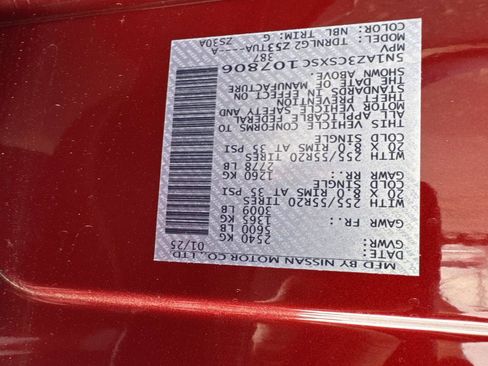 MFD BY NISSAN MOTOR CO., LTD
DATE: 01/25
GVWR: 2540 KG
5600 LB
GAWR FR.: 1365 KG
3009 LB
WITH 255/55R20 TIRES
20 X 8.0 RIMS AT 35 PSI
COLD SINGLE
GAWR RR.: 1260 KG
2778 LB
WITH 255/55R20 TIRES
20 X 8.0 RIMS AT 35 PSI
COLD SINGLE
THIS VEHICLE CONFORMS TO
ALL APPLICABLE FEDERAL
MOTOR VEHICLE SAFETY AND
THEFT PREVENTION
STANDARDS IN EFFECT ON
THE DATE OF MANUFACTURE
SHOWN ABOVE.
387
5N1AZ3CSXSC107806
MPV
MODEL: TDRNLG2 ZS3TUA--A
COLOR: NBL TRIM: G ZS30A